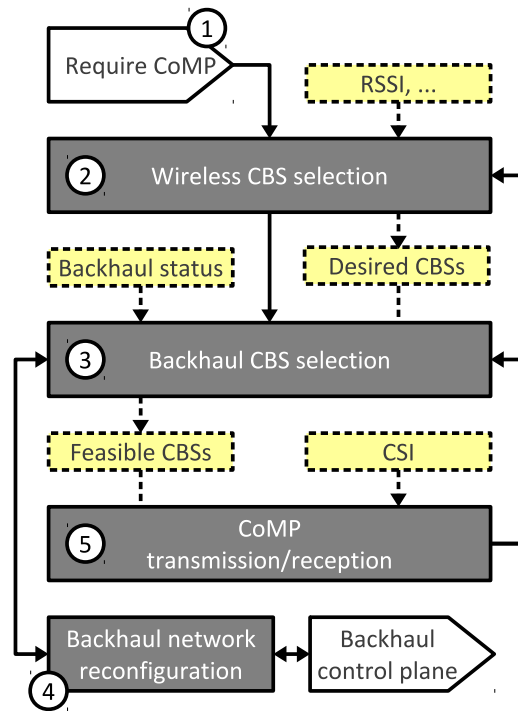 1
Require CoMP
RSSI, ...
2
Wireless CBS selection
Backhaul status
Desired CBSs
3
Backhaul CBS selection
Feasible CBSs
CSI
5
CoMP
transmission/reception
Backhaul network
reconfiguration
4
Backhaul
control plane